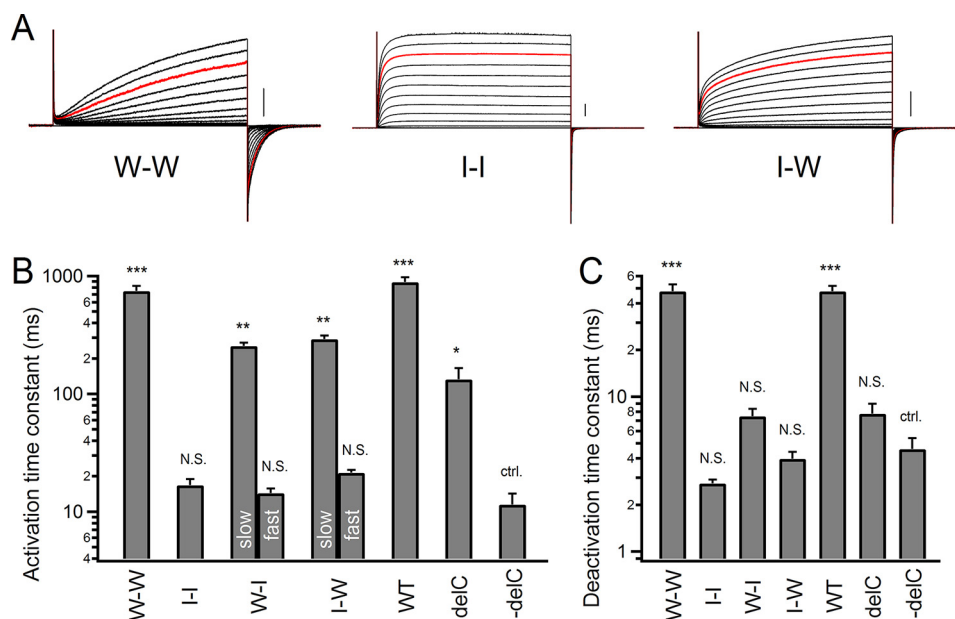 A
W-W
I-I
I-W
B
Activation time constant (ms)
1000
6
4
2
100
6
4
2
10
6
4
***
N.S.
**
N.S.
**
N.S.
***
*
ctrl.
slow
fast
slow
fast
W-W
I-I
W-I
I-W
WT
delC
-delC
C
Deactivation time constant (ms)
6
4
2
10
8
6
4
2
1
***
N.S.
N.S.
N.S.
***
N.S.
ctrl.
W-W
I-I
W-I
I-W
WT
delC
-delC